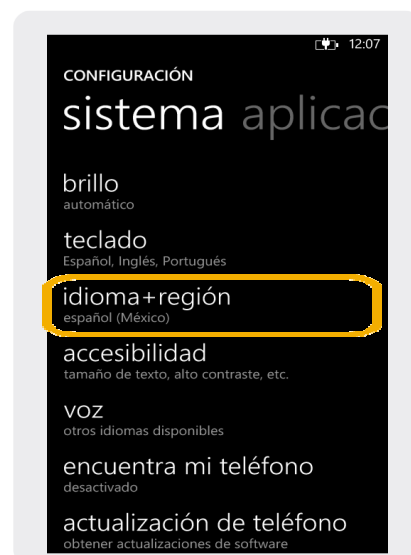 12:07
CONFIGURACIÓN
sistema aplicac
brillo
automático
teclado
Español, Inglés, Portugués
idioma+región
español (México)
accesibilidad
tamaño de texto, alto contraste, etc.
voz
otros idiomas disponibles
encuentra mi teléfono
desactivado
actualización de teléfono
obtener actualizaciones de software